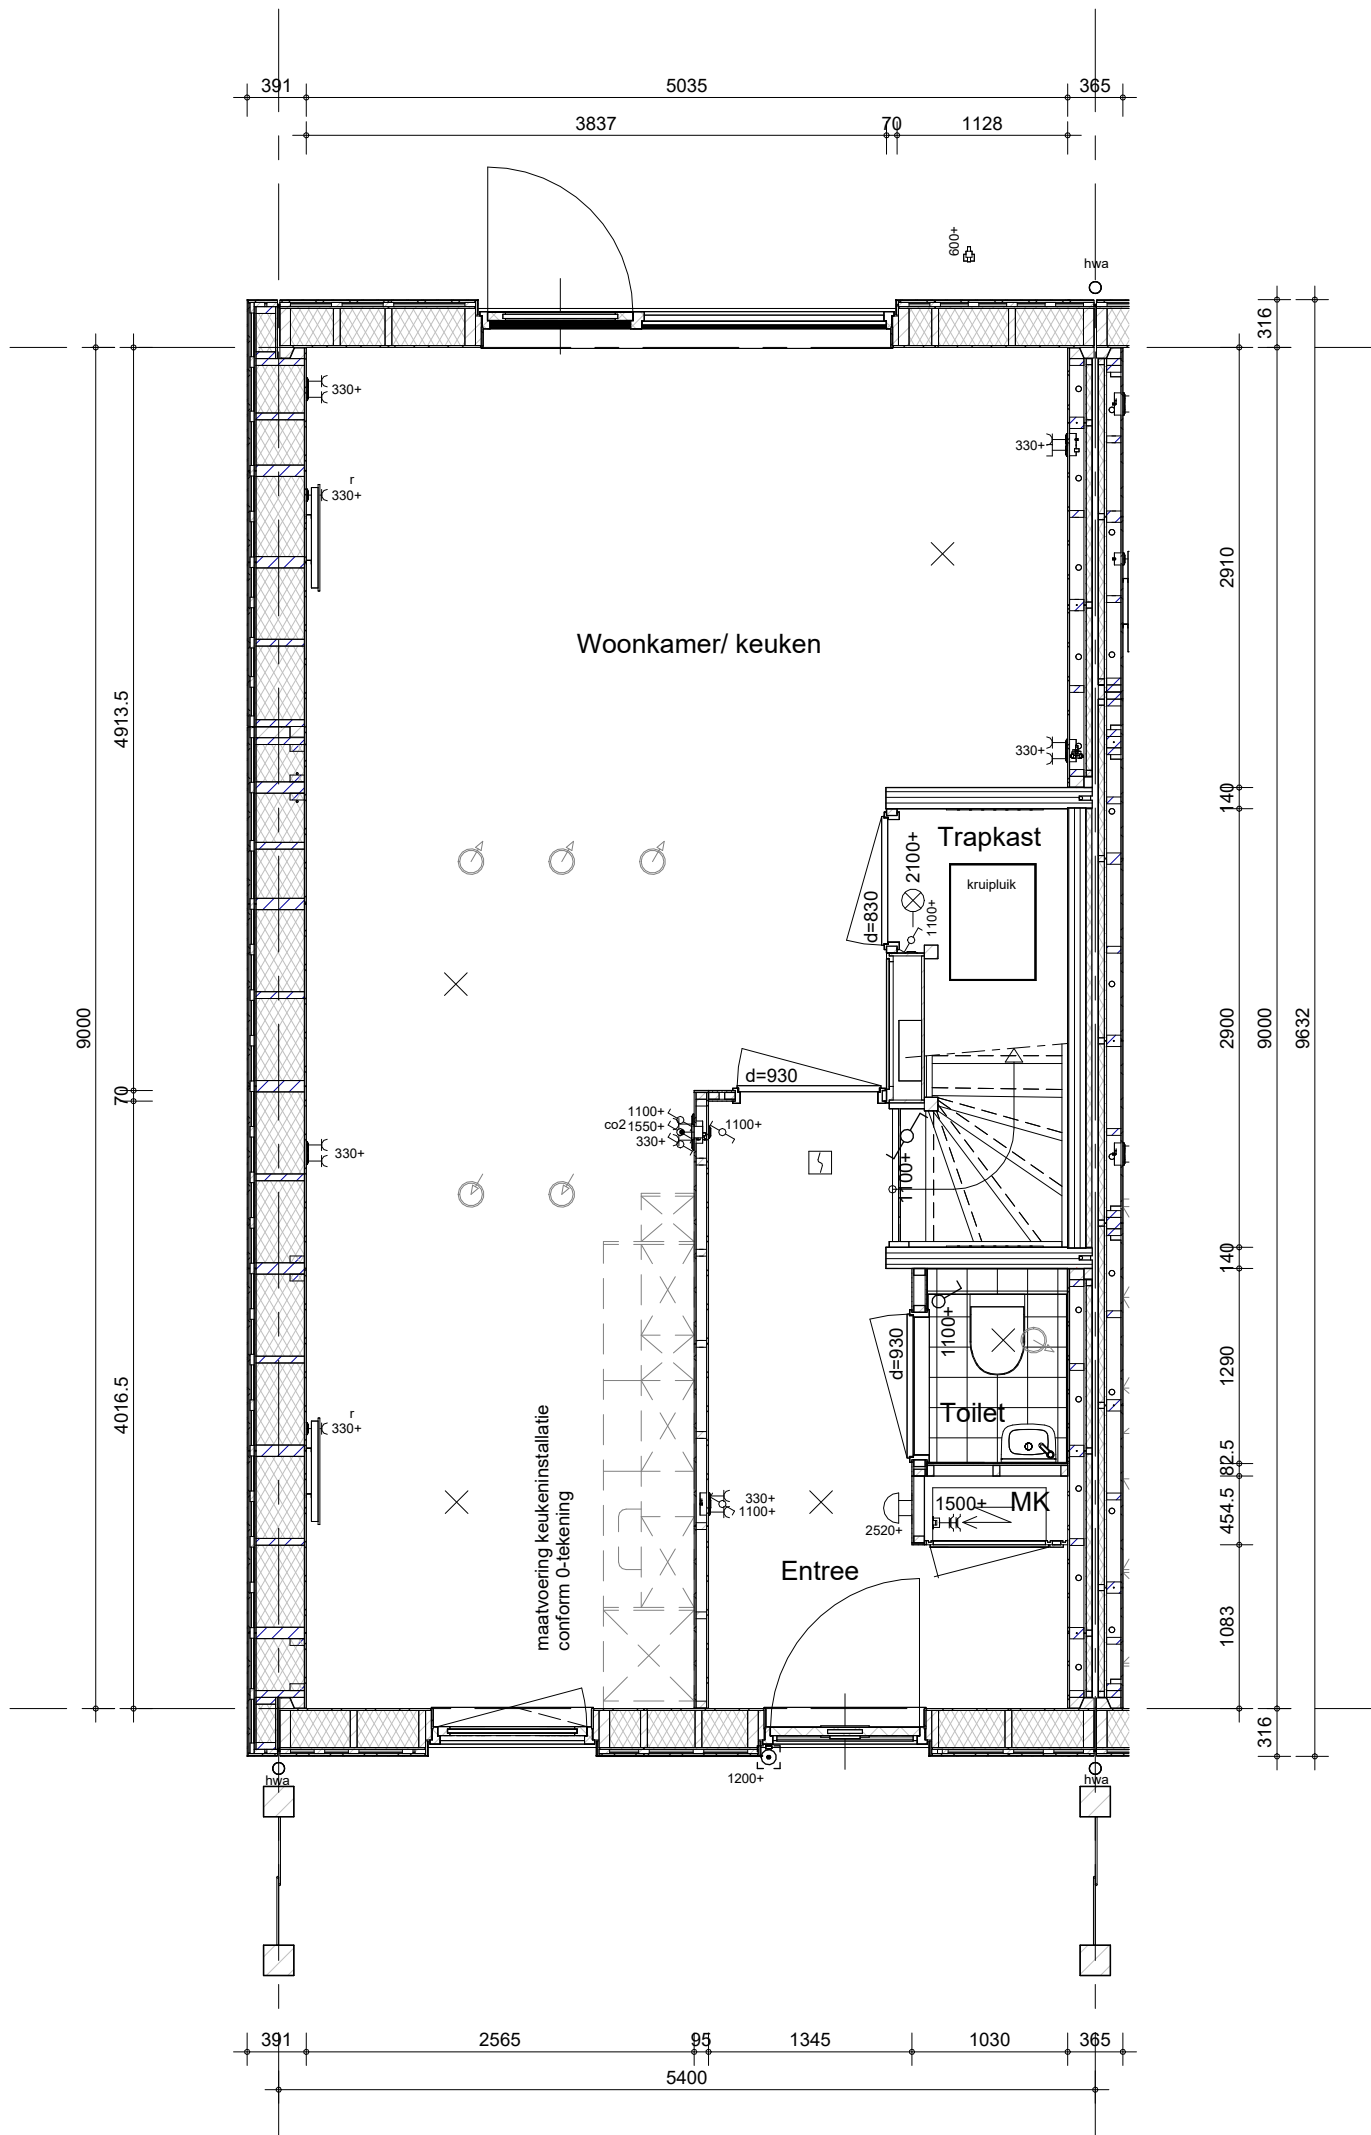 391
5035
365
3837
70
1128
600+
hwa
316
330+
330+
r
330+
2910
Woonkamer/ keuken
4913.5
330+
140
Trapkast
kruipluik
2100+
1100+
d=830
9000
2900
9000
9632
70
d=930
1100+
co2 1550+
330+
1100+
330+
1100+
140
1290
1100+
d=930
Toilet
4016.5
r
330+
maatvoering keukeninstallatie
conform 0-tekening
82.5
454.5
330+
1100+
1500+
MK
2520+
Entree
1083
316
1200+
hwa
hwa
391
2565
95
1345
1030
365
5400